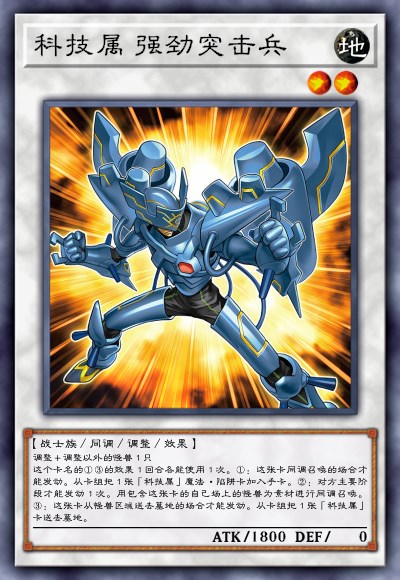 科技属 强劲突击兵
地
【战士族／同调／调整／效果】
调整＋调整以外的怪兽1只
这个卡名的①③的效果1回合各能使用1次。①：这张卡同调召唤的场合才
能发动。从卡组把1张「科技属」魔法·陷阱卡加入手卡。②：对方主要阶
段才能发动1次。用包含这张卡的自己场上的怪兽为素材进行同调召唤。
③：这张卡从怪兽区域送去墓地的场合才能发动。从卡组把1张「科技属」
卡送去墓地。
ATK/1800 DEF/ 0